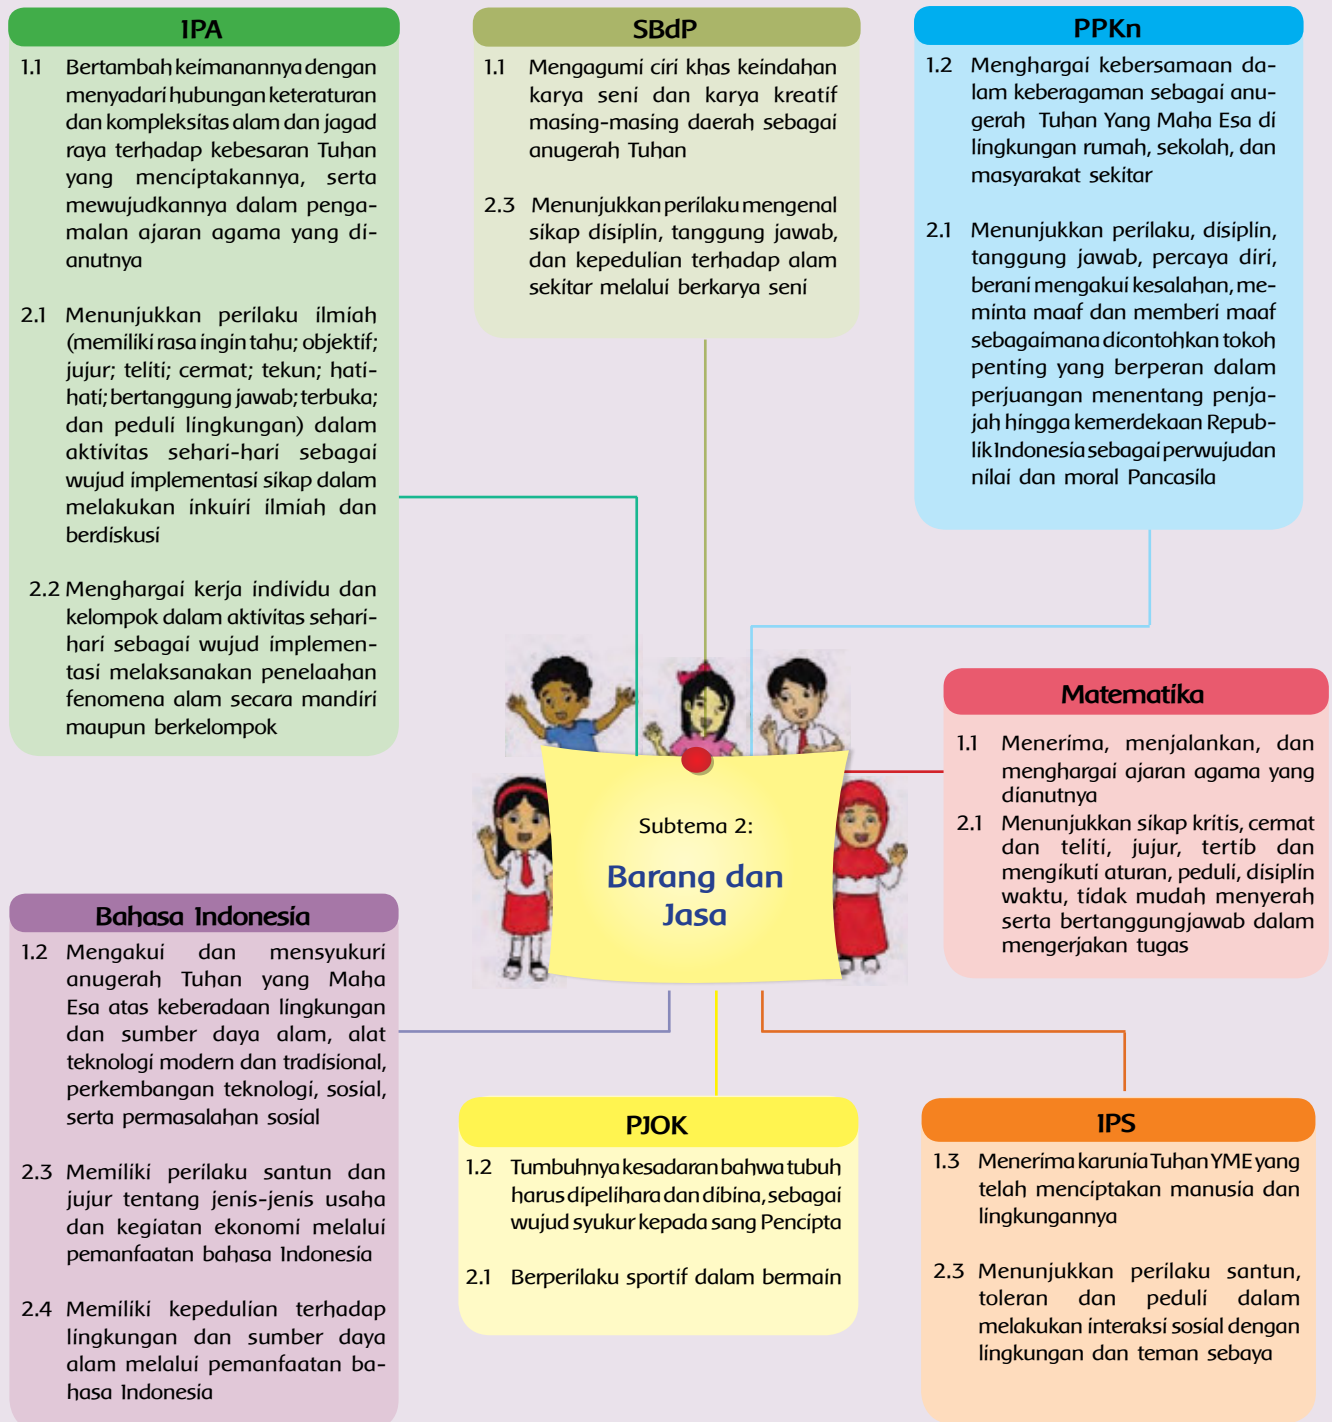 IPA
1.1 Bertambah keimanannya dengan
menyadari hubungan keteraturan
dan kompleksitas alam dan jagad
raya terhadap kebesaran Tuhan
yang menciptakannya, serta
mewujudkannya dalam penga-
malan ajaran agama yang di-
anutnya
2.1 Menunjukkan perilaku ilmiah
(memiliki rasa ingin tahu; objektif;
jujur; teliti; cermat; tekun; hati-
hati; bertanggung jawab; terbuka;
dan peduli lingkungan) dalam
aktivitas sehari-hari sebagai
wujud implementasi sikap dalam
melakukan inkuiri ilmiah dan
berdiskusi
2.2 Menghargai kerja individu dan
kelompok dalam aktivitas sehari-
hari sebagai wujud implemen-
tasi melaksanakan penelaahan
fenomena alam secara mandiri
maupun berkelompok
SBdP
1.1 Mengagumi ciri khas keindahan
karya seni dan karya kreatif
masing-masing daerah sebagai
anugerah Tuhan
2.3 Menunjukkan perilaku mengenal
sikap disiplin, tanggung jawab,
dan kepedulian terhadap alam
sekitar melalui berkarya seni
PPKn
1.2 Menghargai kebersamaan da-
lam keberagaman sebagai anu-
gerah Tuhan Yang Maha Esa di
lingkungan rumah, sekolah, dan
masyarakat sekitar
2.1 Menunjukkan perilaku, disiplin,
tanggung jawab, percaya diri,
berani mengakui kesalahan, me-
minta maaf dan memberi maaf
sebagaimana dicontohkan tokoh
penting yang berperan dalam
perjuangan menentang penja-
jah hingga kemerdekaan Repub-
lik Indonesia sebagai perwujudan
nilai dan moral Pancasila
Matematika
1.1 Menerima, menjalankan, dan
menghargai ajaran agama yang
dianutnya
2.1 Menunjukkan sikap kritis, cermat
dan teliti, jujur, tertib dan
mengikuti aturan, peduli, disiplin
waktu, tidak mudah menyerah
serta bertanggungjawab dalam
mengerjakan tugas
Subtema 2:
Barang dan
Jasa
Bahasa Indonesia
1.2 Mengakui dan mensyukuri
anugerah Tuhan yang Maha
Esa atas keberadaan lingkungan
dan sumber daya alam, alat
teknologi modern dan tradisional,
perkembangan teknologi, sosial,
serta permasalahan sosial
2.3 Memiliki perilaku santun dan
jujur tentang jenis-jenis usaha
dan kegiatan ekonomi melalui
pemanfaatan bahasa Indonesia
2.4 Memiliki kepedulian terhadap
lingkungan dan sumber daya
alam melalui pemanfaatan ba-
hasa Indonesia
PJOK
1.2 Tumbuhnya kesadaran bahwa tubuh
harus dipelihara dan dibina, sebagai
wujud syukur kepada sang Pencipta
2.1 Berperilaku sportif dalam bermain
IPS
1.3 Menerima karunia Tuhan YME yang
telah menciptakan manusia dan
lingkungannya
2.3 Menunjukkan perilaku santun,
toleran dan peduli dalam
melakukan interaksi sosial dengan
lingkungan dan teman sebaya